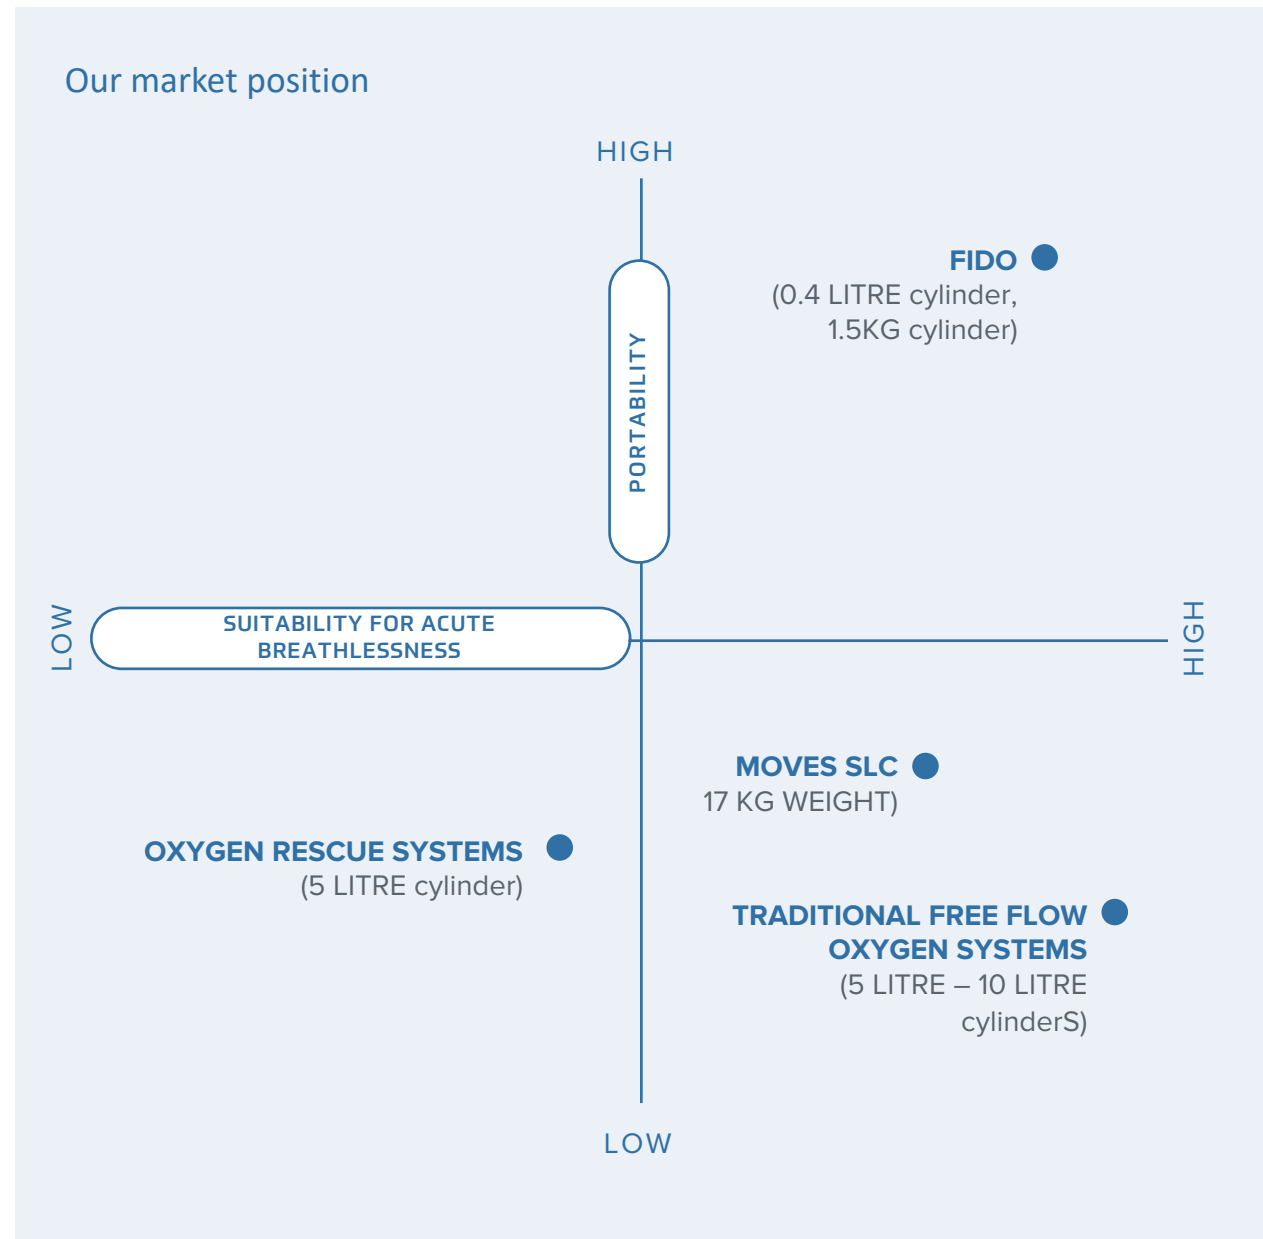 Our market position
HIGH
FIDO
(0.4 LITRE cylinder,
1.5KG cylinder)
PORTABILITY
LOW
SUITABILITY FOR ACUTE
BREATHLESSNESS
HIGH
MOVES SLC
17 KG WEIGHT)
OXYGEN RESCUE SYSTEMS
(5 LITRE cylinder)
TRADITIONAL FREE FLOW
OXYGEN SYSTEMS
(5 LITRE – 10 LITRE
cylinderS)
LOW